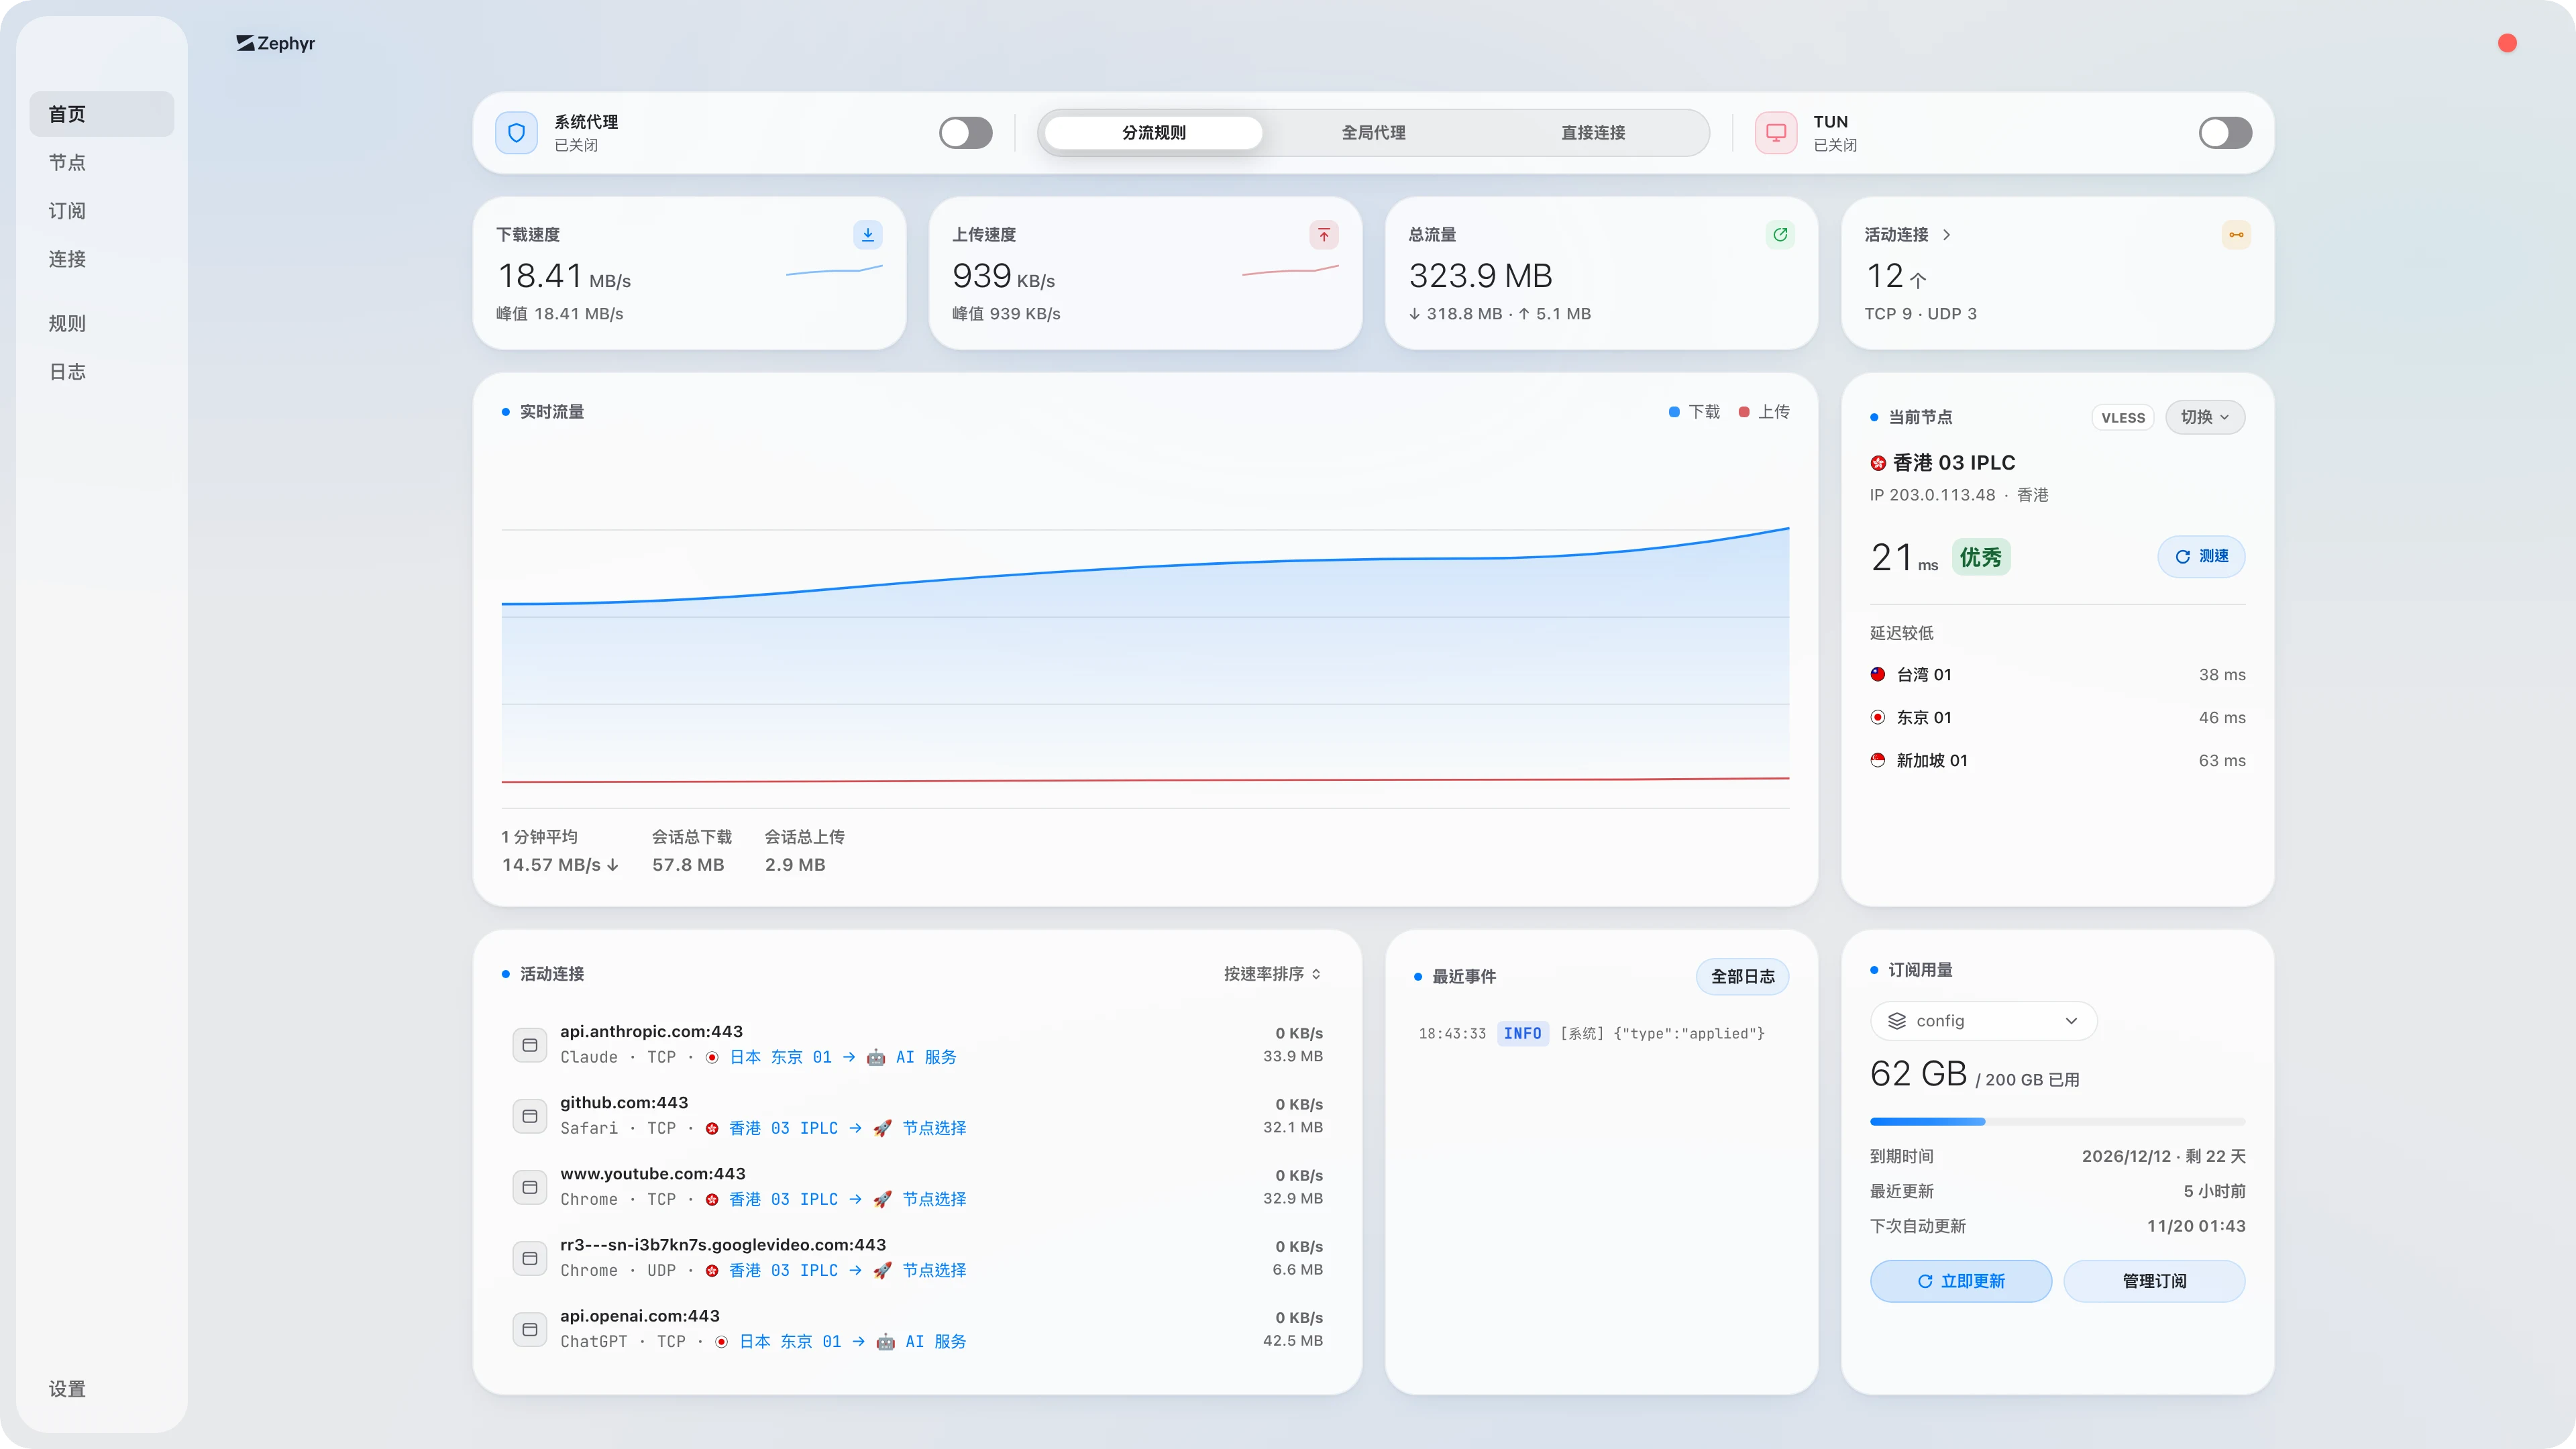 Zephyr
首页
节点
订阅
连接
规则
日志
设置
系统代理
已关闭
分流规则
全局代理
直接连接
TUN
已关闭
下载速度
18.41 MB/s
峰值 18.41 MB/s
上传速度
939 KB/s
峰值 939 KB/s
总流量
323.9 MB
↓ 318.8 MB · ↑ 5.1 MB
活动连接
12 个
TCP 9 · UDP 3
实时流量
下载
上传
1 分钟平均
14.57 MB/s ↓
会话总下载
57.8 MB
会话总上传
2.9 MB
当前节点
VLESS
切换
香港 03 IPLC
IP 203.0.113.48 · 香港
21 ms
优秀
测速
延迟较低
台湾 01
38 ms
东京 01
46 ms
新加坡 01
63 ms
活动连接
按速率排序
api.anthropic.com:443
0 KB/s
Claude · TCP · 日本 东京 01 → 🤖 AI 服务
33.9 MB
github.com:443
0 KB/s
Safari · TCP · 香港 03 IPLC → 🚀 节点选择
32.1 MB
www.youtube.com:443
0 KB/s
Chrome · TCP · 香港 03 IPLC → 🚀 节点选择
32.9 MB
rr3---sn-i3b7kn7s.googlevideo.com:443
0 KB/s
Chrome · UDP · 香港 03 IPLC → 🚀 节点选择
6.6 MB
api.openai.com:443
0 KB/s
ChatGPT · TCP · 日本 东京 01 → 🤖 AI 服务
42.5 MB
最近事件
全部日志
18:43:33 INFO [系统] {"type":"applied"}
订阅用量
config
62 GB / 200 GB 已用
到期时间
2026/12/12 · 剩 22 天
最近更新
5 小时前
下次自动更新
11/20 01:43
立即更新
管理订阅